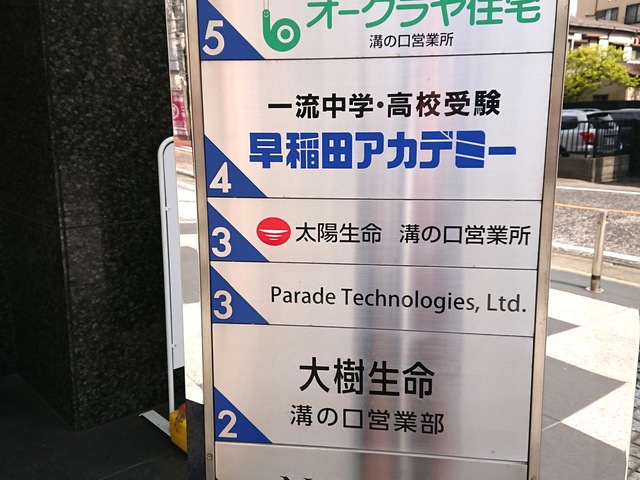 5
オークラヤ住宅
溝の口営業所
一流中学・高校受験
早稲田アカデミー
4
3
太陽生命 溝の口営業所
3
Parade Technologies, Ltd.
大樹生命
2
溝の口営業部